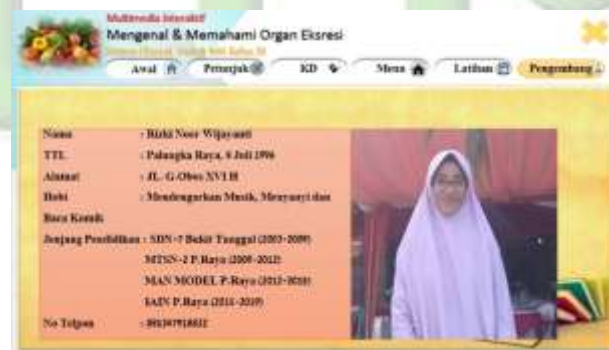 Multimedia Interaktif
Mengenal & Memahami Organ Eksresi
Awal Petunjuk KD Menu Latihan Pengembang
Nama : Rizki Noor Wijayanti
TTL : Palangka Raya, 6 Juli 1996
Alamat : JL. G.Obos XVI H
Hobi : Mendengarkan Musik, Menyanyi dan
Baca Komik
Jenjang Pendidikan : SDN-7 Bukit Tunggal (2003-2009)
MTSN-2 P.Raya (2009-2012)
MAN MODEL P.Raya (2012-2015)
IAIN P.Raya (2015-2019)
No Telpon :